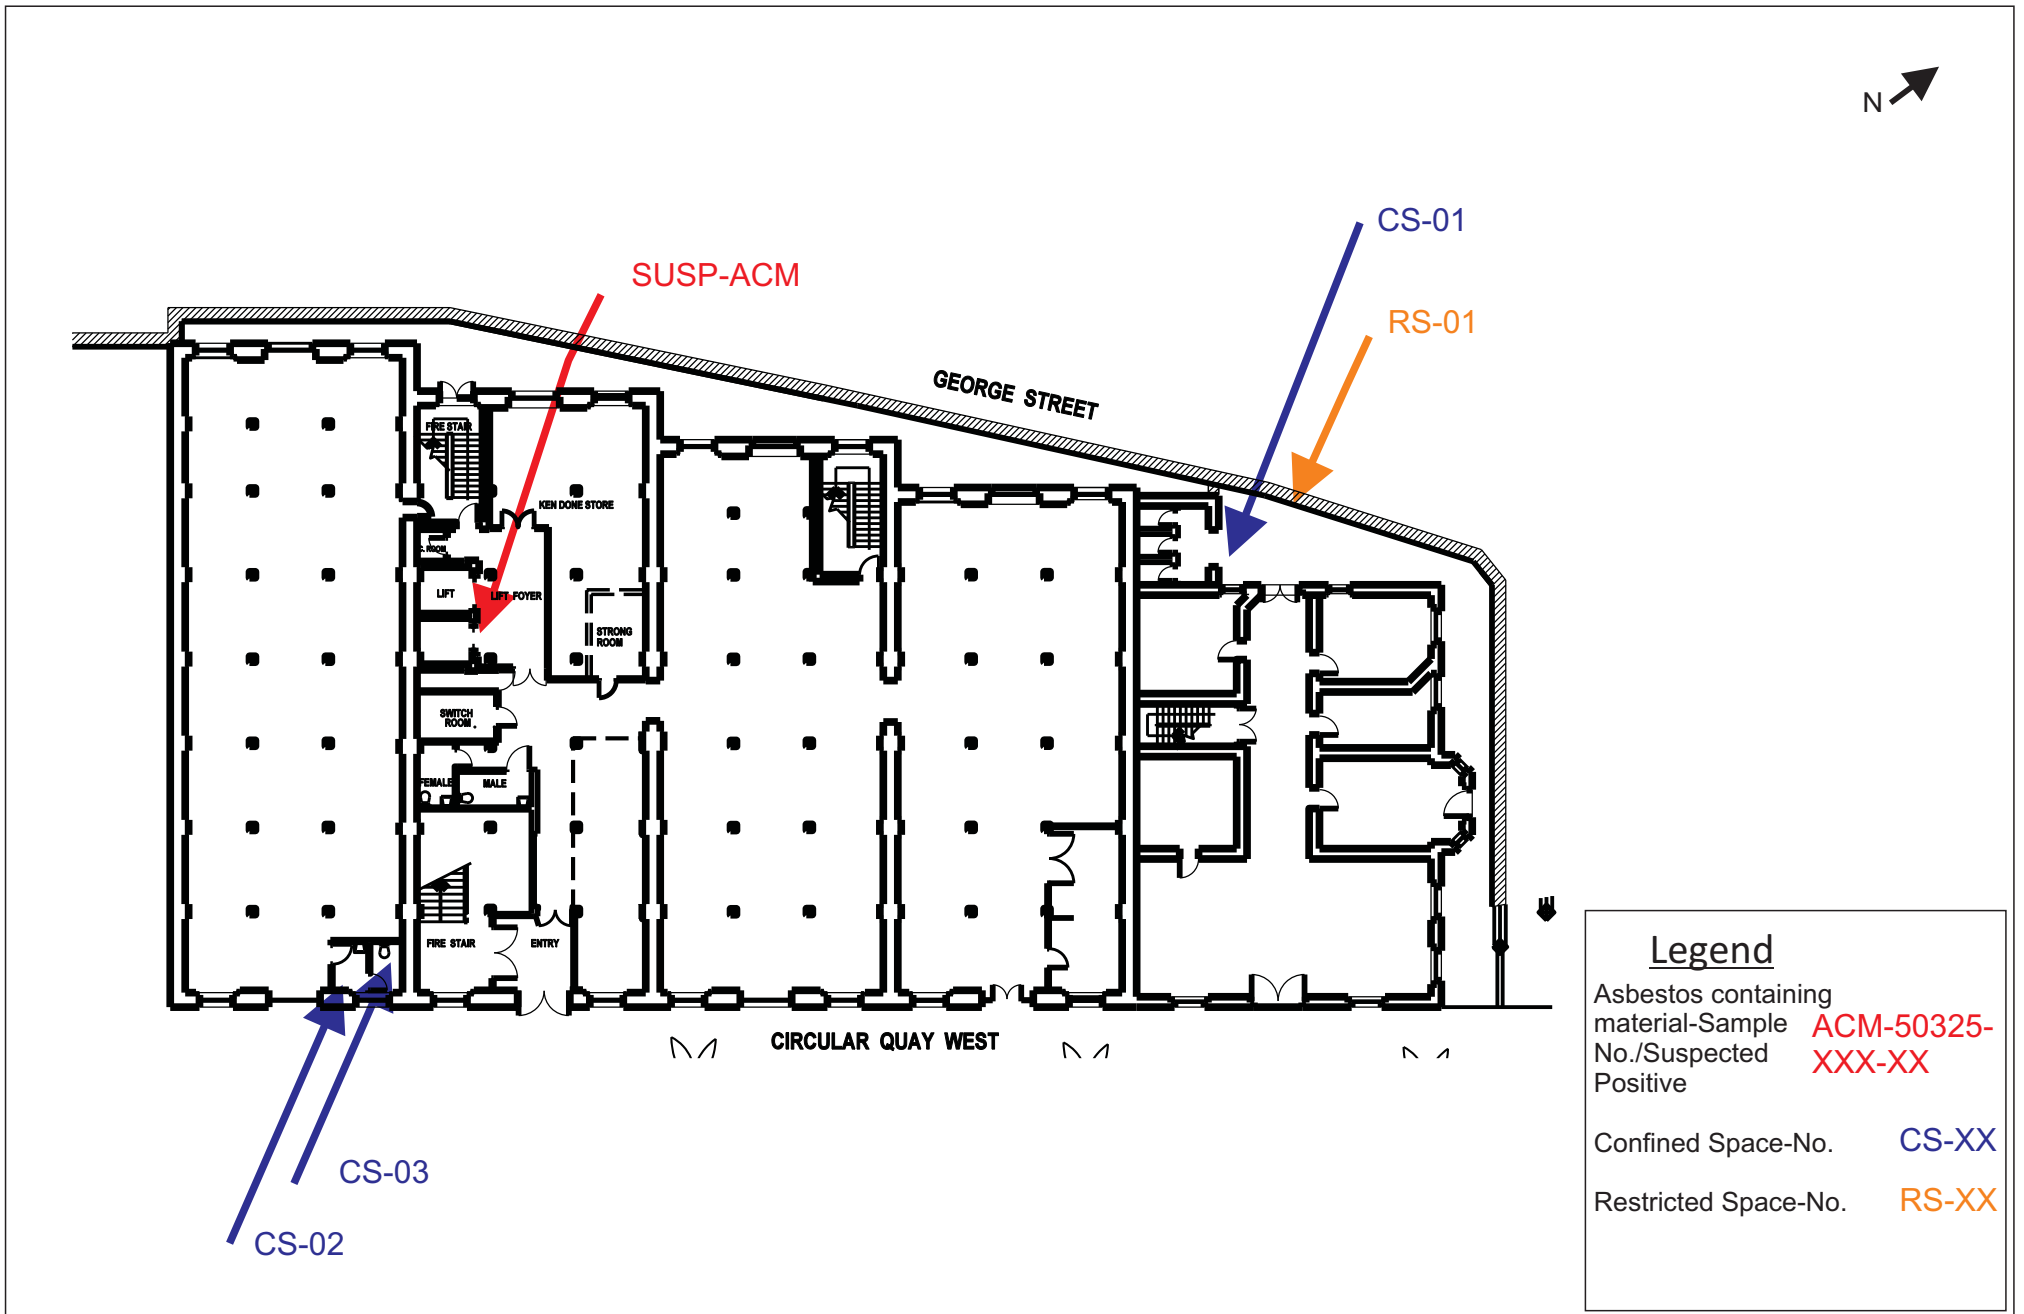 N
CS-01
SUSP-ACM
RS-01
GEORGE STREET
FIRE STAIR
KEN DONE STORE
C. ROOM
LIFT
LIFT FOYER
STRONG
ROOM
SWITCH
ROOM
FEMALE
MALE
FIRE STAIR
ENTRY
CIRCULAR QUAY WEST
CS-03
CS-02
Legend
Asbestos containing
material-Sample
No./Suspected
Positive
ACM-50325-
XXX-XX
Confined Space-No.
CS-XX
Restricted Space-No.
RS-XX